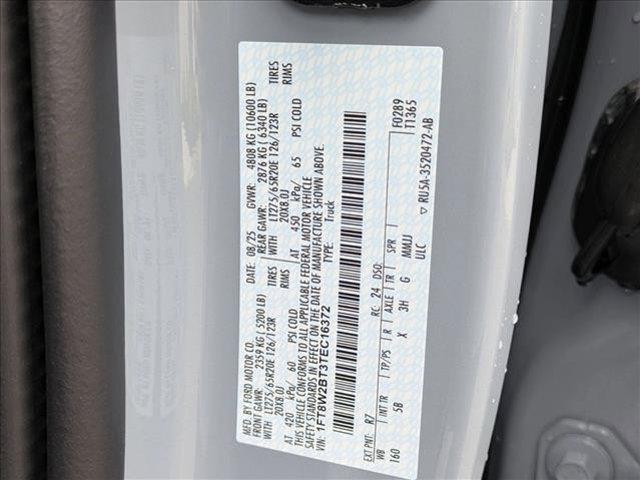 MFD. BY FORD MOTOR CO.
DATE: 08/25 GVWR: 4808 KG (10600 LB)
FRONT GAWR: 2359 KG (5200 LB) REAR GAWR: 2876 KG (6340 LB)
WITH LT275/65R20E 126/123R TIRES WITH LT275/65R20E 126/123R TIRES
20X8.0J RIMS 20X8.0J RIMS
AT 420 kPa/ 60 PSI COLD AT 450 kPa/ 65 PSI COLD
THIS VEHICLE CONFORMS TO ALL APPLICABLE FEDERAL MOTOR VEHICLE
SAFETY STANDARDS IN EFFECT ON THE DATE OF MANUFACTURE SHOWN ABOVE.
VIN: 1FT8W2BT3TEC16372 TYPE: Truck
F0289
T1365
EXT PNT: R7 RC: 24 DSO:
WB INT TR TP/PS R AXLE TR SPR
160 5B X 3H G MMJJ
ULC
▽ RU5A-3520472-AB